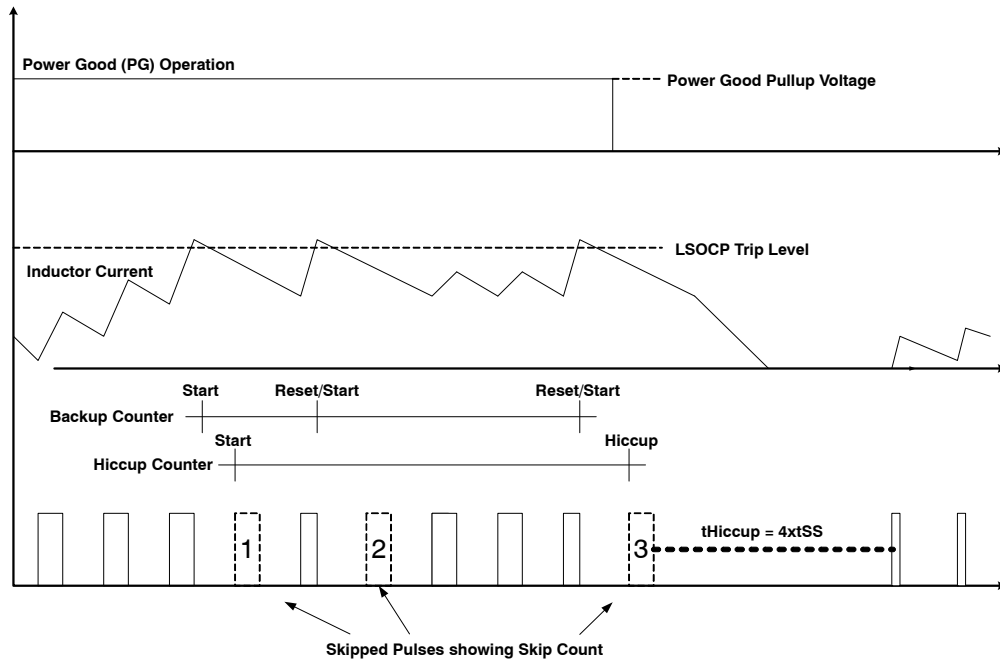 Power Good (PG) Operation
Power Good Pullup Voltage
LSOCP Trip Level
Inductor Current
Start
Reset/Start
Reset/Start
Backup Counter
Start
Hiccup
Hiccup Counter
tHiccup = 4xtSS
1
2
3
Skipped Pulses showing Skip Count